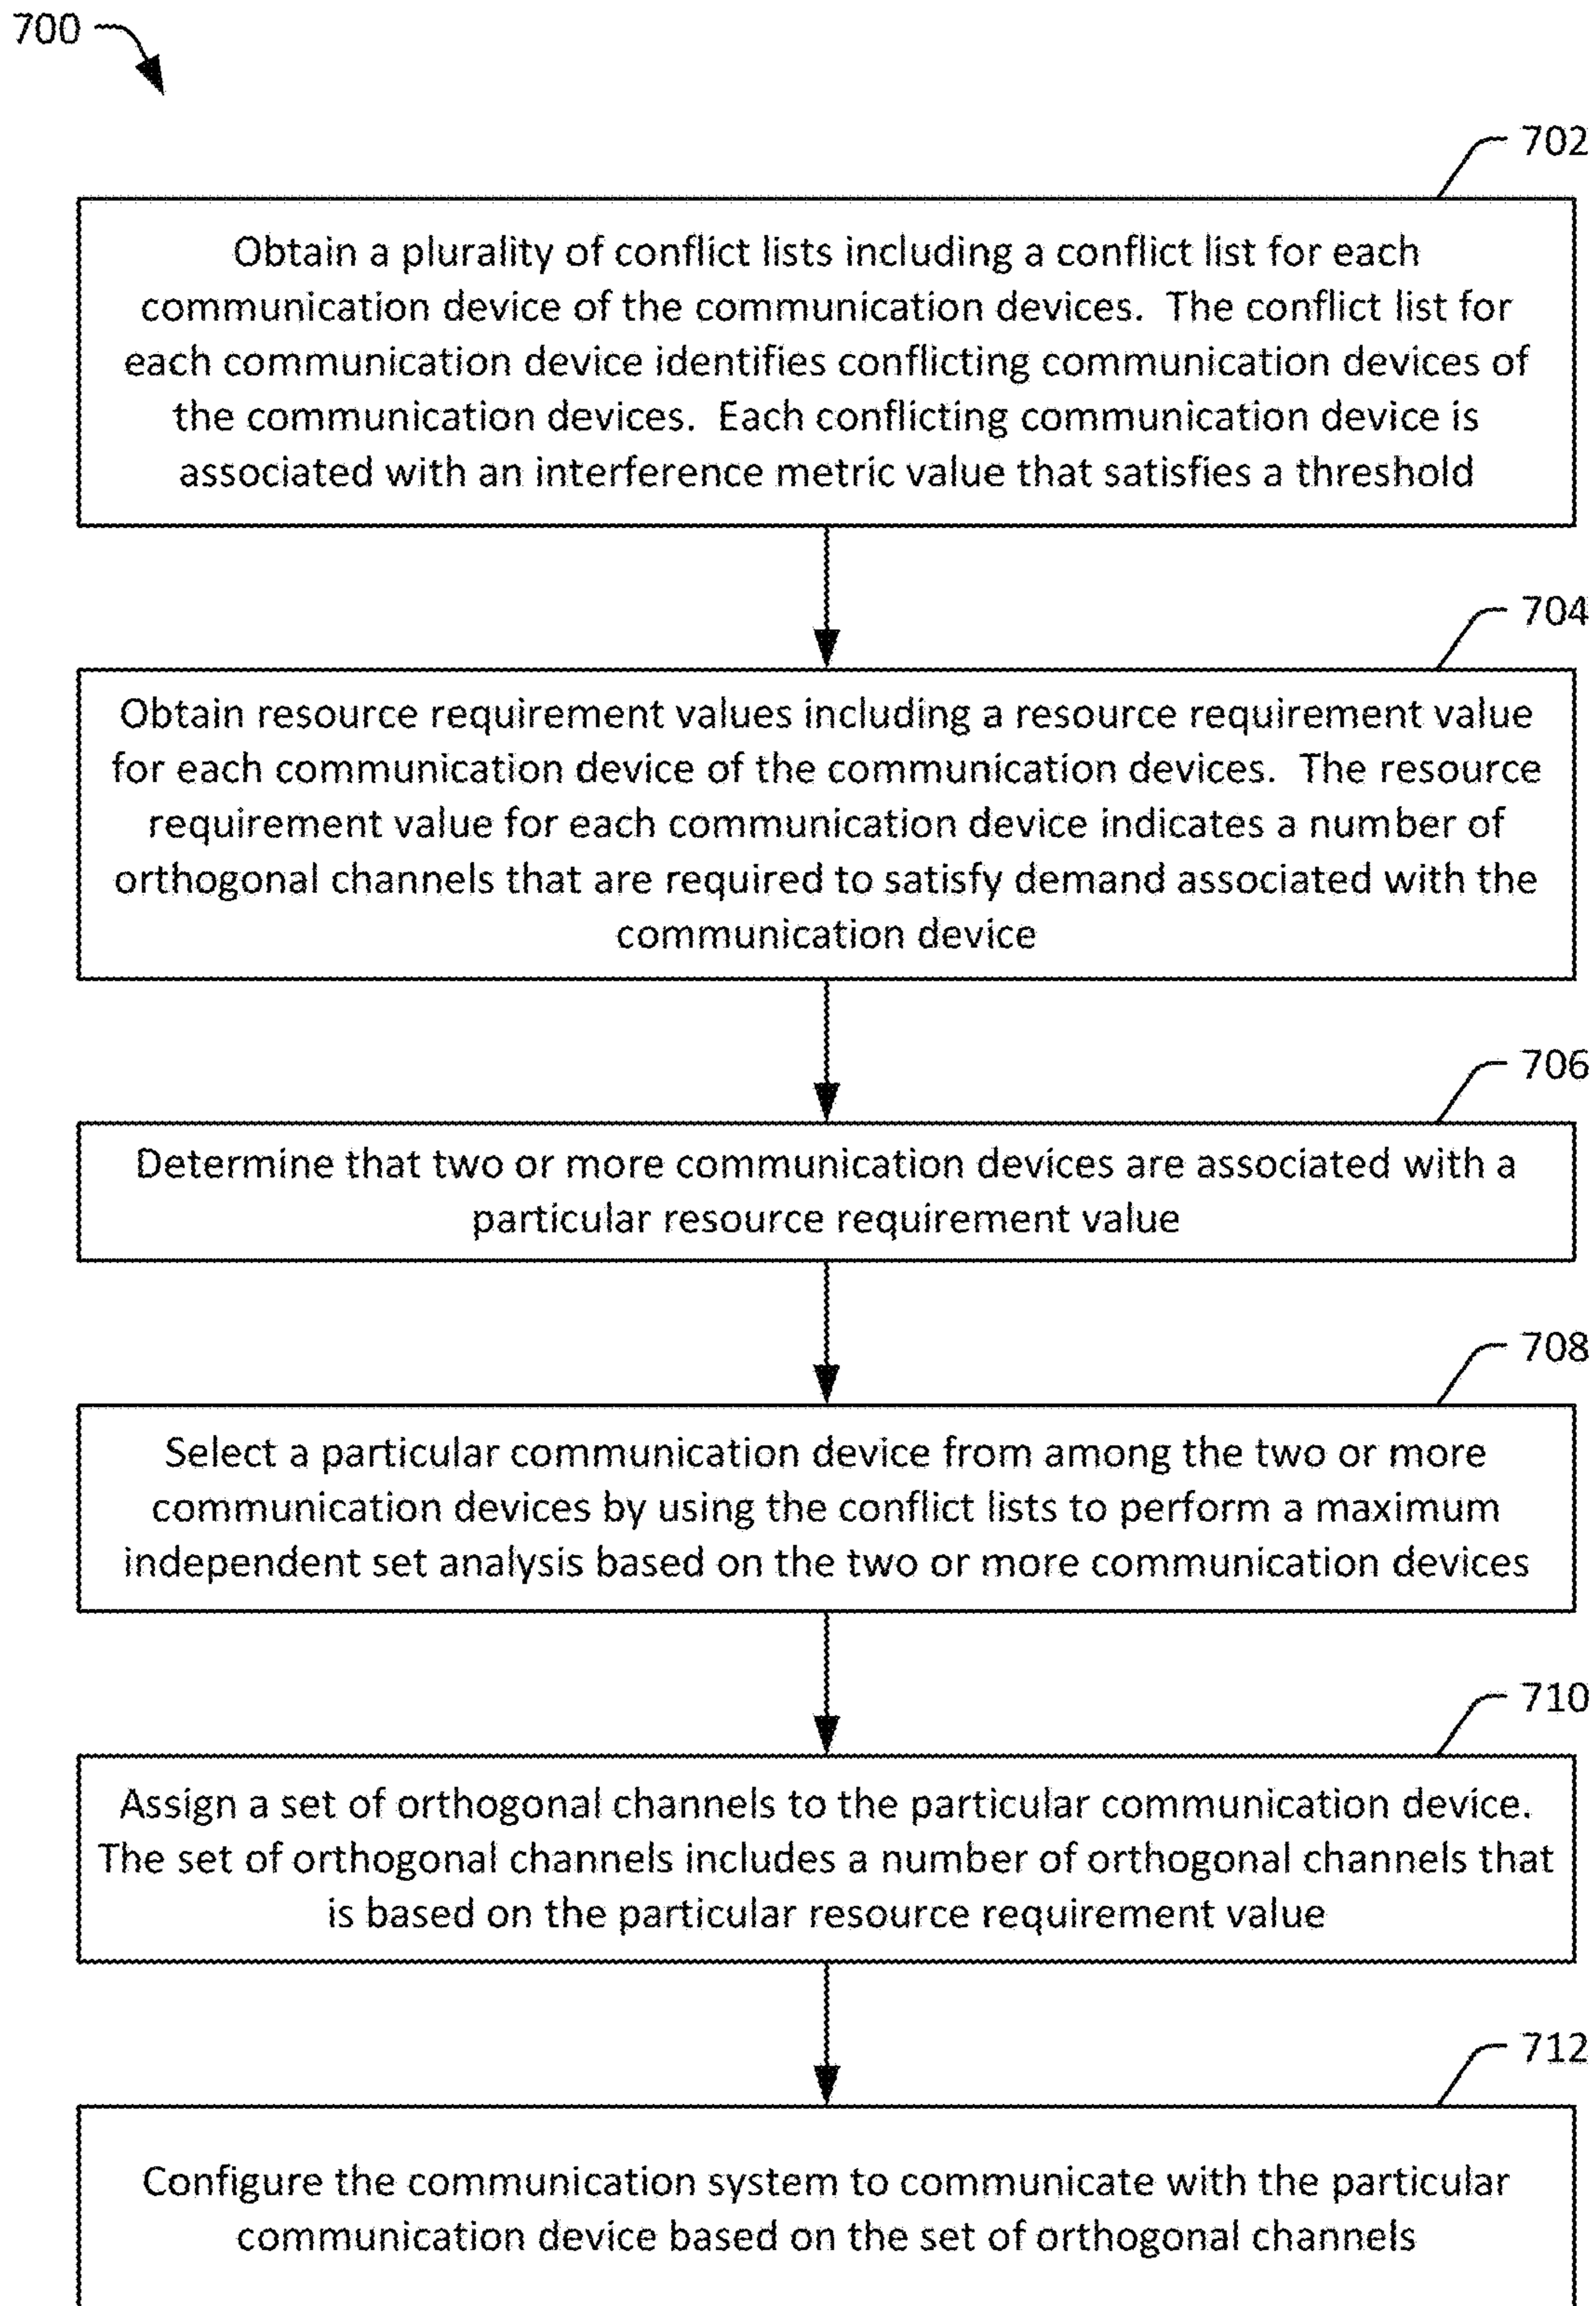 700
702
Obtain a plurality of conflict lists including a conflict list for each
communication device of the communication devices.  The conflict list for
each communication device identifies conflicting communication devices of
the communication devices.  Each conflicting communication device is
associated with an interference metric value that satisfies a threshold
704
Obtain resource requirement values including a resource requirement value
for each communication device of the communication devices.  The resource
requirement value for each communication device indicates a number of
orthogonal channels that are required to satisfy demand associated with the
communication device
706
Determine that two or more communication devices are associated with a
particular resource requirement value
708
Select a particular communication device from among the two or more
communication devices by using the conflict lists to perform a maximum
independent set analysis based on the two or more communication devices
710
Assign a set of orthogonal channels to the particular communication device.
The set of orthogonal channels includes a number of orthogonal channels that
is based on the particular resource requirement value
712
Configure the communication system to communicate with the particular
communication device based on the set of orthogonal channels